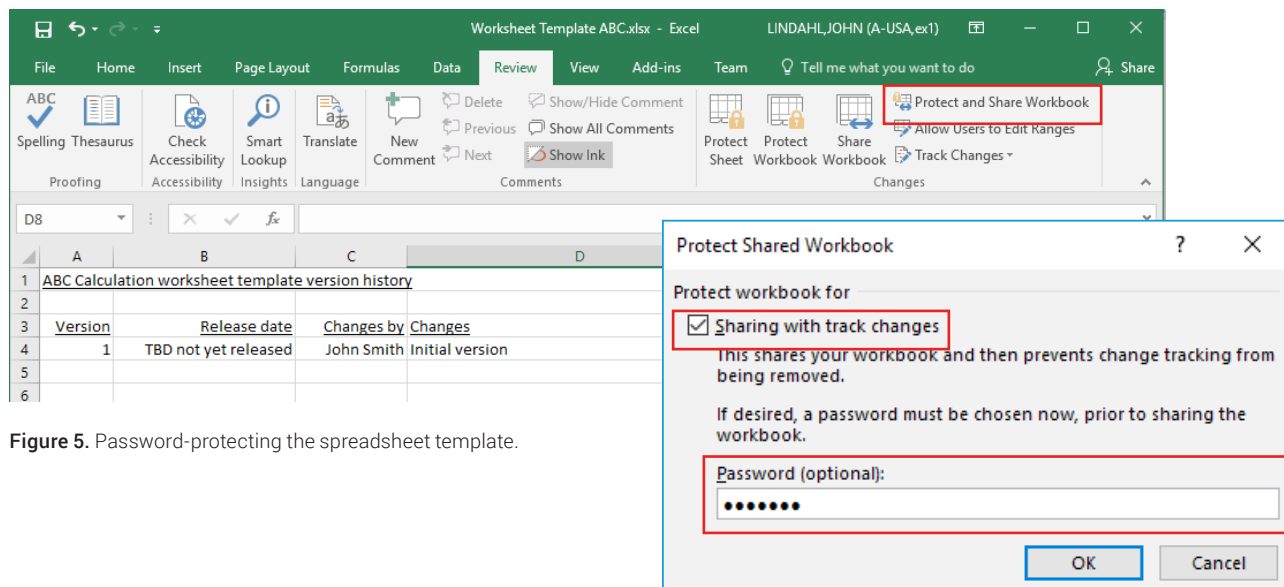 Worksheet Template ABC.xlsx - Excel LINDAHL,JOHN (A-USA,ex1)
File Home Insert Page Layout Formulas Data Review View Add-ins Team Tell me what you want to do Share
ABC
Spelling Thesaurus
Proofing
Check
Accessibility
Accessibility
Smart
Lookup
Insights
Translate
Language
New
Comment
Delete
Previous
Next
Show/Hide Comment
Show All Comments
Show Ink
Comments
Protect
Sheet
Protect
Workbook
Share
Workbook
Protect and Share Workbook
Allow Users to Edit Ranges
Track Changes
Changes
D8 fx
A B C D
1 ABC Calculation worksheet template version history
2
3 Version Release date Changes by Changes
4 1 TBD not yet released John Smith Initial version
5
6
Figure 5. Password-protecting the spreadsheet template.
Protect Shared Workbook ?
Protect workbook for
Sharing with track changes
This shares your workbook and then prevents change tracking from
being removed.
If desired, a password must be chosen now, prior to sharing the
workbook.
Password (optional):
•••••••
OK Cancel